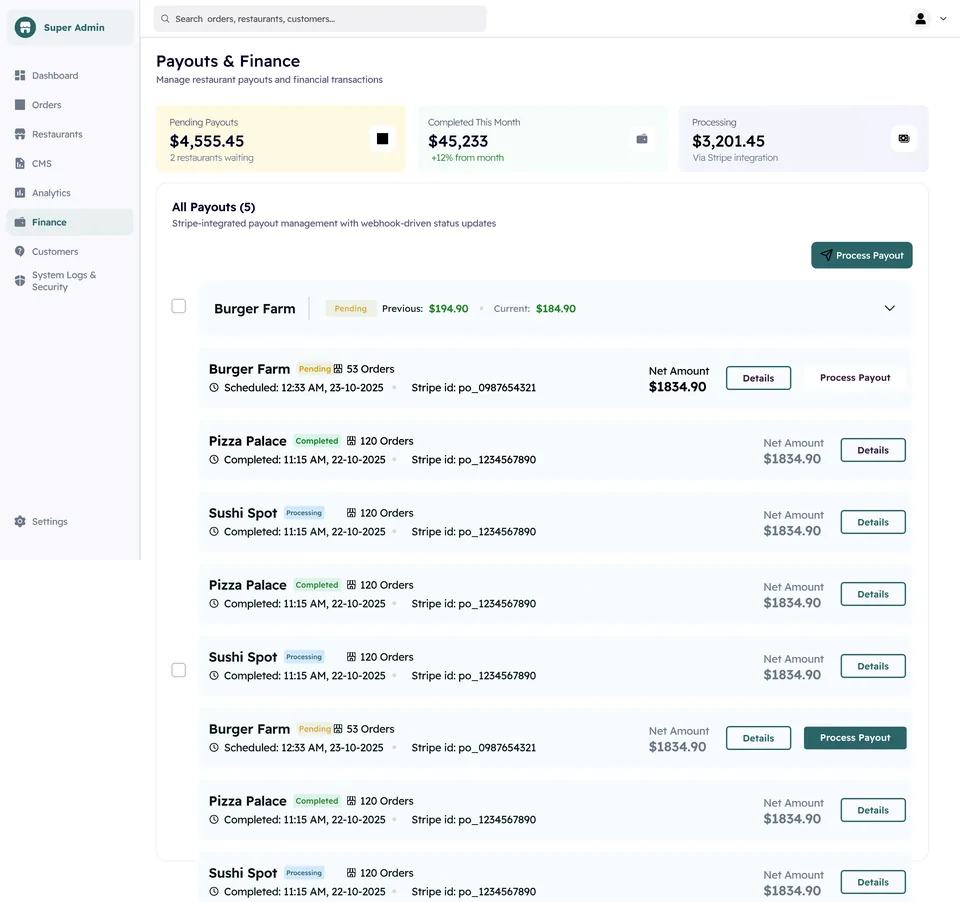 Super Admin
Search orders, restaurants, customers...
Dashboard
Orders
Restaurants
CMS
Analytics
Finance
Customers
System Logs &
Security
Settings
Payouts & Finance
Manage restaurant payouts and financial transactions
Pending Payouts
$4,555.45
2 restaurants waiting
Completed This Month
$45,233
+12% from month
Processing
$3,201.45
Via Stripe integration
All Payouts (5)
Stripe-integrated payout management with webhook-driven status updates
Process Payout
Burger Farm Pending Previous: $194.90 Current: $184.90
Burger Farm Pending 53 Orders
Scheduled: 12:33 AM, 23-10-2025 Stripe id: po_0987654321
Net Amount
$1834.90
Details
Process Payout
Pizza Palace Completed 120 Orders
Completed: 11:15 AM, 22-10-2025 Stripe id: po_1234567890
Net Amount
$1834.90
Details
Sushi Spot Processing 120 Orders
Completed: 11:15 AM, 22-10-2025 Stripe id: po_1234567890
Net Amount
$1834.90
Details
Pizza Palace Completed 120 Orders
Completed: 11:15 AM, 22-10-2025 Stripe id: po_1234567890
Net Amount
$1834.90
Details
Sushi Spot Processing 120 Orders
Completed: 11:15 AM, 22-10-2025 Stripe id: po_1234567890
Net Amount
$1834.90
Details
Burger Farm Pending 53 Orders
Scheduled: 12:33 AM, 23-10-2025 Stripe id: po_0987654321
Net Amount
$1834.90
Details
Process Payout
Pizza Palace Completed 120 Orders
Completed: 11:15 AM, 22-10-2025 Stripe id: po_1234567890
Net Amount
$1834.90
Details
Sushi Spot Processing 120 Orders
Completed: 11:15 AM, 22-10-2025 Stripe id: po_1234567890
Net Amount
$1834.90
Details